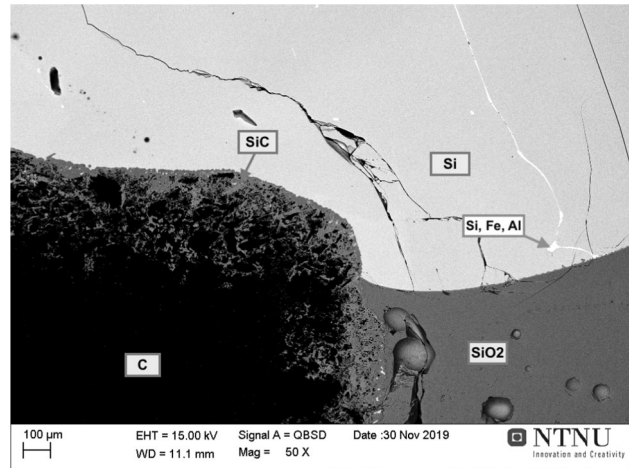 SiC
Si
Si, Fe, Al
C
SiO2
100 µm
EHT = 15.00 kV
Signal A = QBSD
Date :30 Nov 2019
WD = 11.1 mm
Mag = 50 X
NTNU
Innovation and Creativity